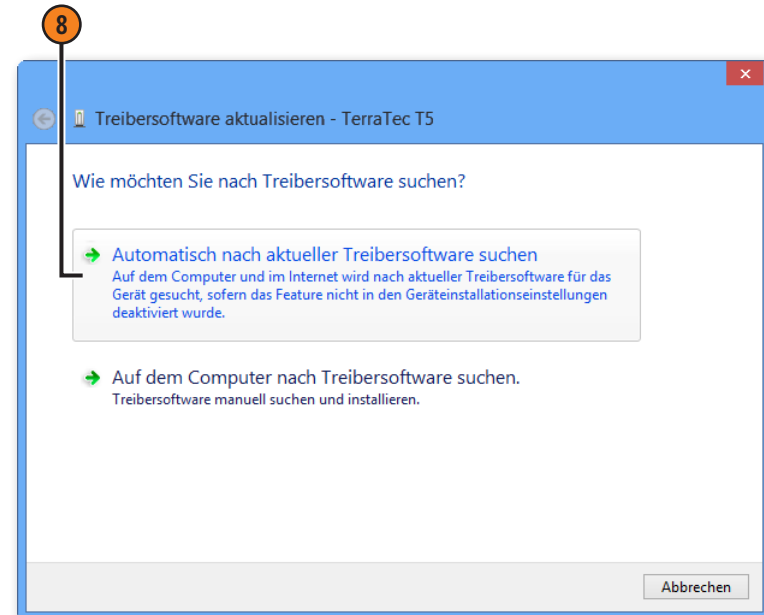 8
Treibersoftware aktualisieren - TerraTec T5
Wie möchten Sie nach Treibersoftware suchen?
Automatisch nach aktueller Treibersoftware suchen
Auf dem Computer und im Internet wird nach aktueller Treibersoftware für das
Gerät gesucht, sofern das Feature nicht in den Geräteinstallationseinstellungen
deaktiviert wurde.
Auf dem Computer nach Treibersoftware suchen.
Treibersoftware manuell suchen und installieren.
Abbrechen